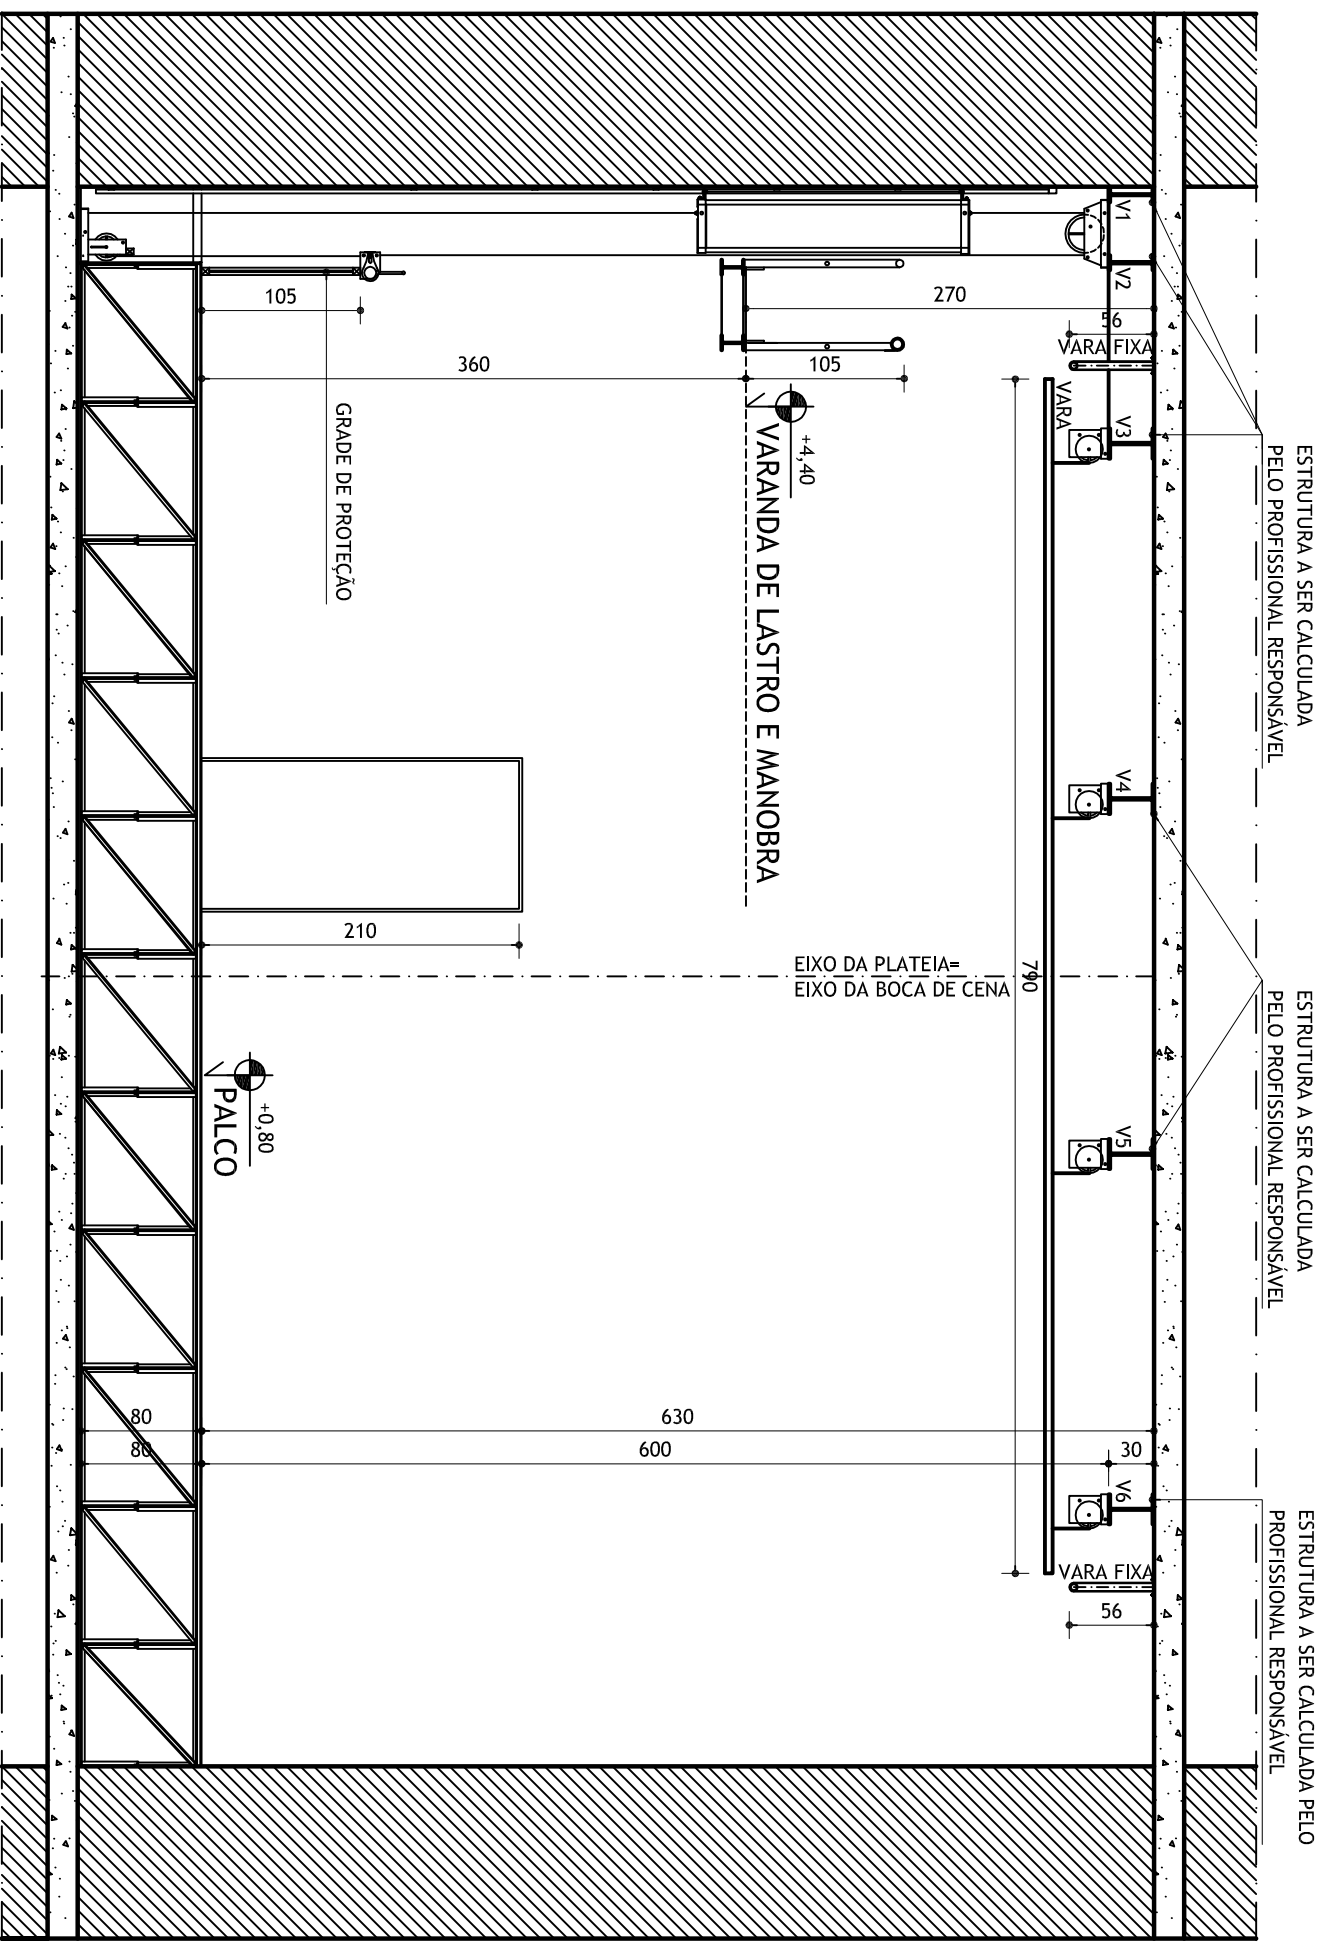 ESTRUTURA A SER CALCULADA
PELO PROFISSIONAL RESPONSÁVEL
ESTRUTURA A SER CALCULADA
PELO PROFISSIONAL RESPONSÁVEL
ESTRUTURA A SER CALCULADA PELO
PROFISSIONAL RESPONSÁVEL
V1
V2
V3
V4
V5
V6
56
VARA FIXA
VARA
30
VARA FIXA
56
270
790
105
+4,40
VARANDA DE LASTRO E MANOBRA
EIXO DA PLATEIA=
EIXO DA BOCA DE CENA
360
630
600
105
GRADE DE PROTEÇÃO
210
+0,80
PALCO
80
80